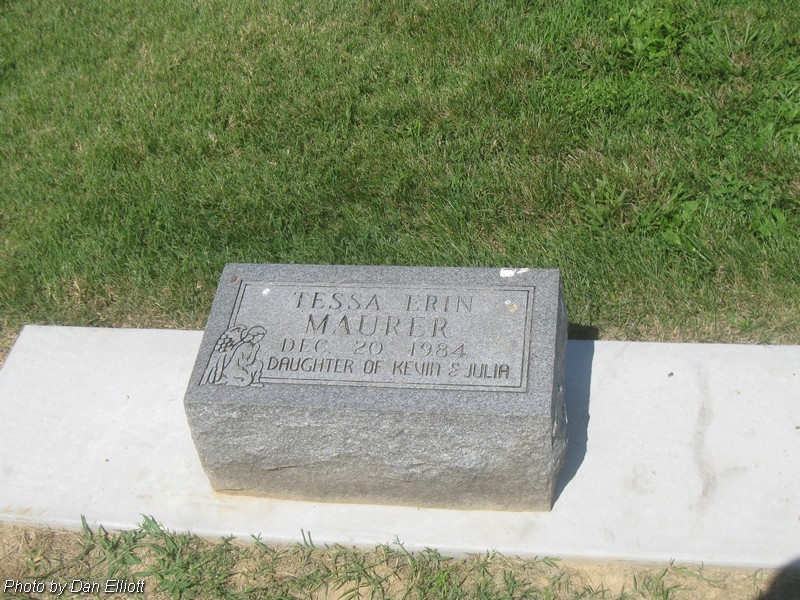 TESSA ERIN
MAURER
DEC 20 1984
DAUGHTER OF KEVIN & JULIA
Photo by Dan Elliott